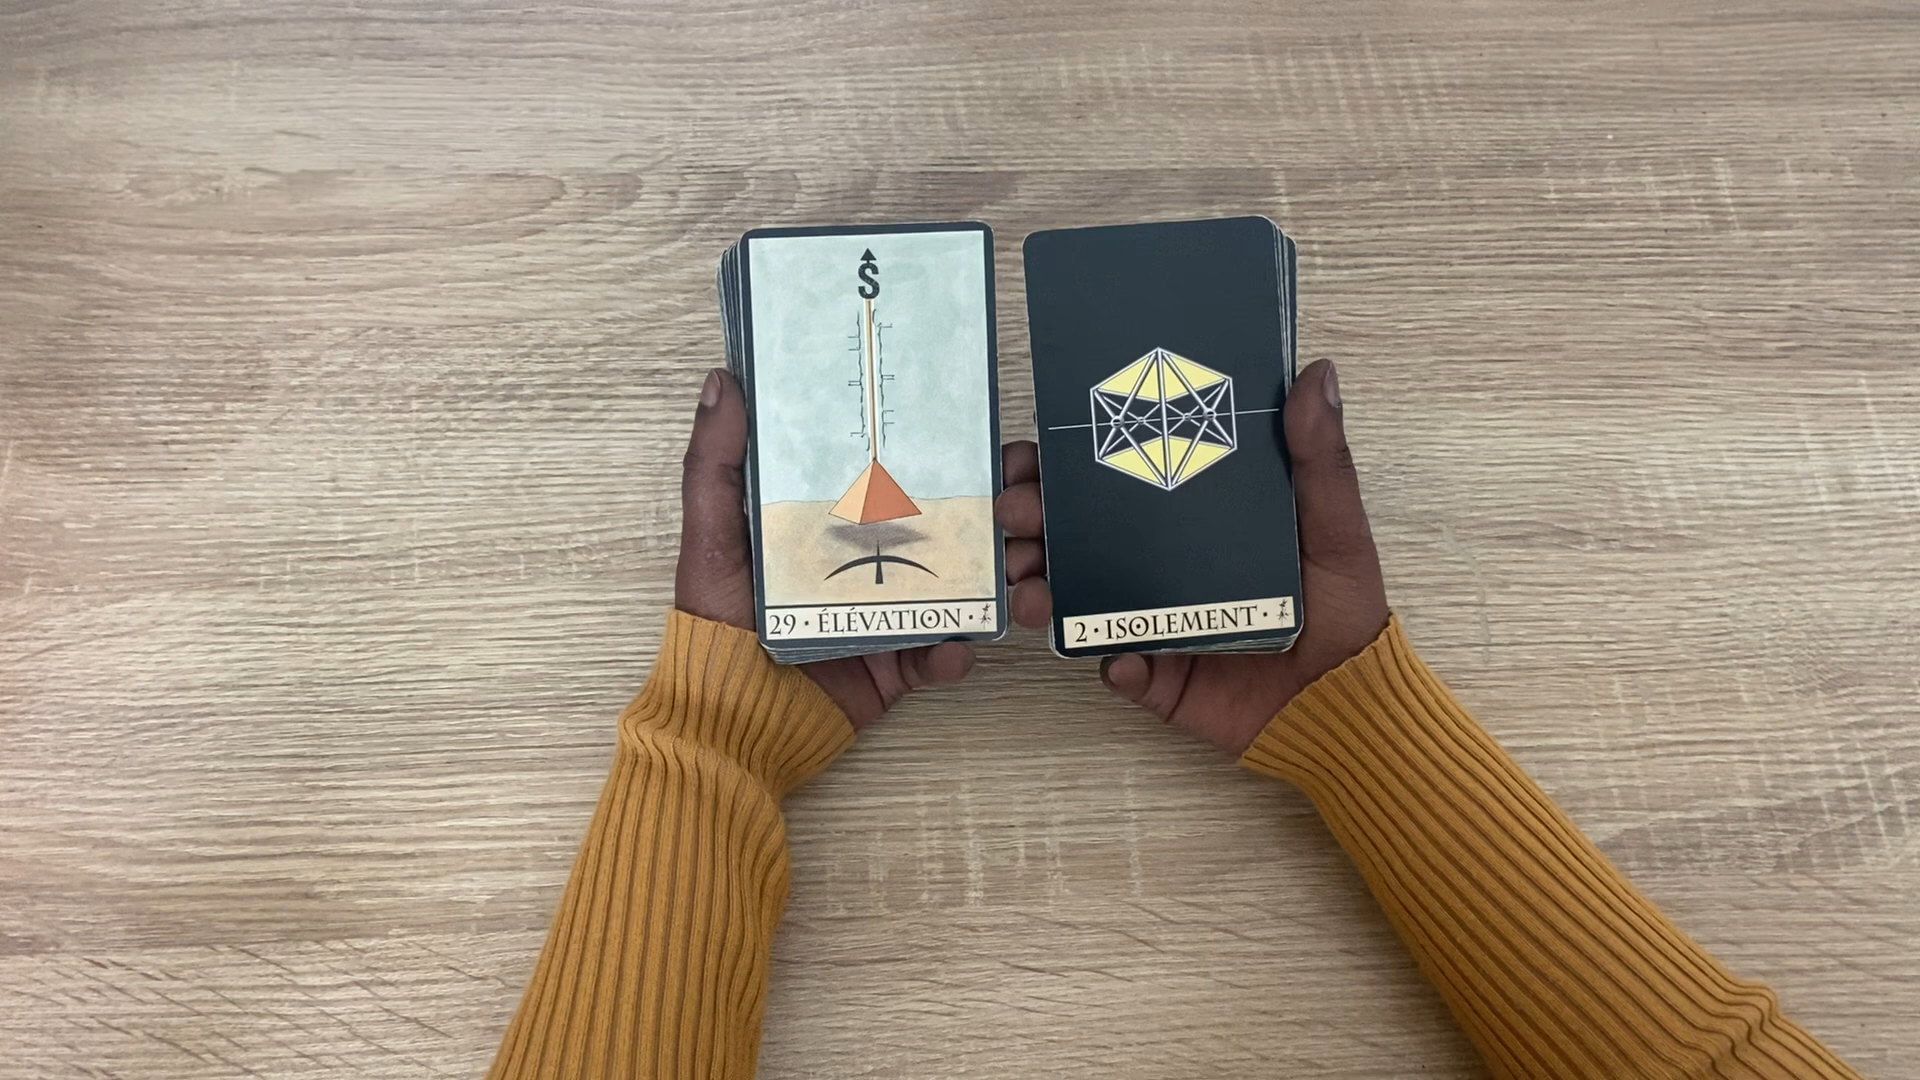 S
29 · ÉLÉVATION ·
2 · ISOLEMENT ·